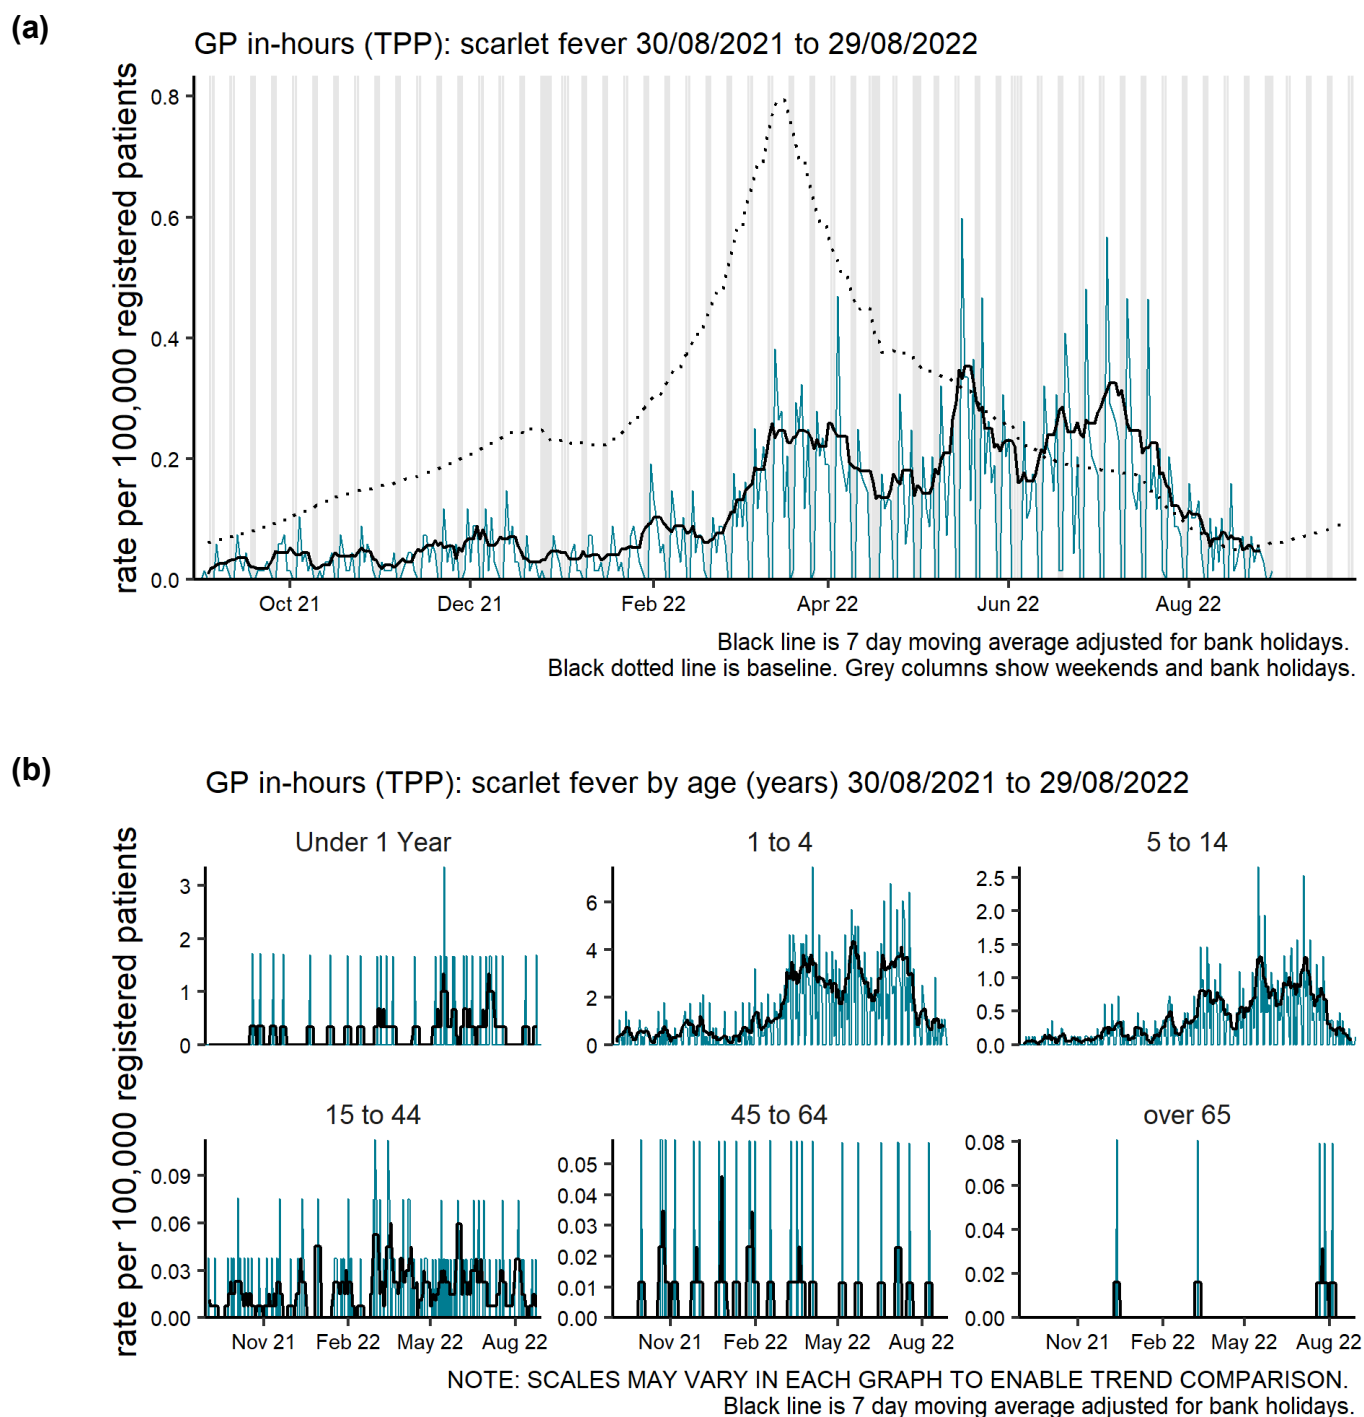 (a)
GP in-hours (TPP): scarlet fever 30/08/2021 to 29/08/2022
rate per 100,000 registered patients
0.8
0.6
0.4
0.2
0.0
Oct 21 Dec 21 Feb 22 Apr 22 Jun 22 Aug 22
Black line is 7 day moving average adjusted for bank holidays.
Black dotted line is baseline. Grey columns show weekends and bank holidays.
(b)
GP in-hours (TPP): scarlet fever by age (years) 30/08/2021 to 29/08/2022
rate per 100,000 registered patients
Under 1 Year
3
2
1
0
1 to 4
6
4
2
0
5 to 14
2.5
2.0
1.5
1.0
0.5
0.0
15 to 44
0.09
0.06
0.03
0.00
Nov 21 Feb 22 May 22 Aug 22
45 to 64
0.05
0.04
0.03
0.02
0.01
0.00
Nov 21 Feb 22 May 22 Aug 22
over 65
0.08
0.06
0.04
0.02
0.00
Nov 21 Feb 22 May 22 Aug 22
NOTE: SCALES MAY VARY IN EACH GRAPH TO ENABLE TREND COMPARISON.
Black line is 7 day moving average adjusted for bank holidays.